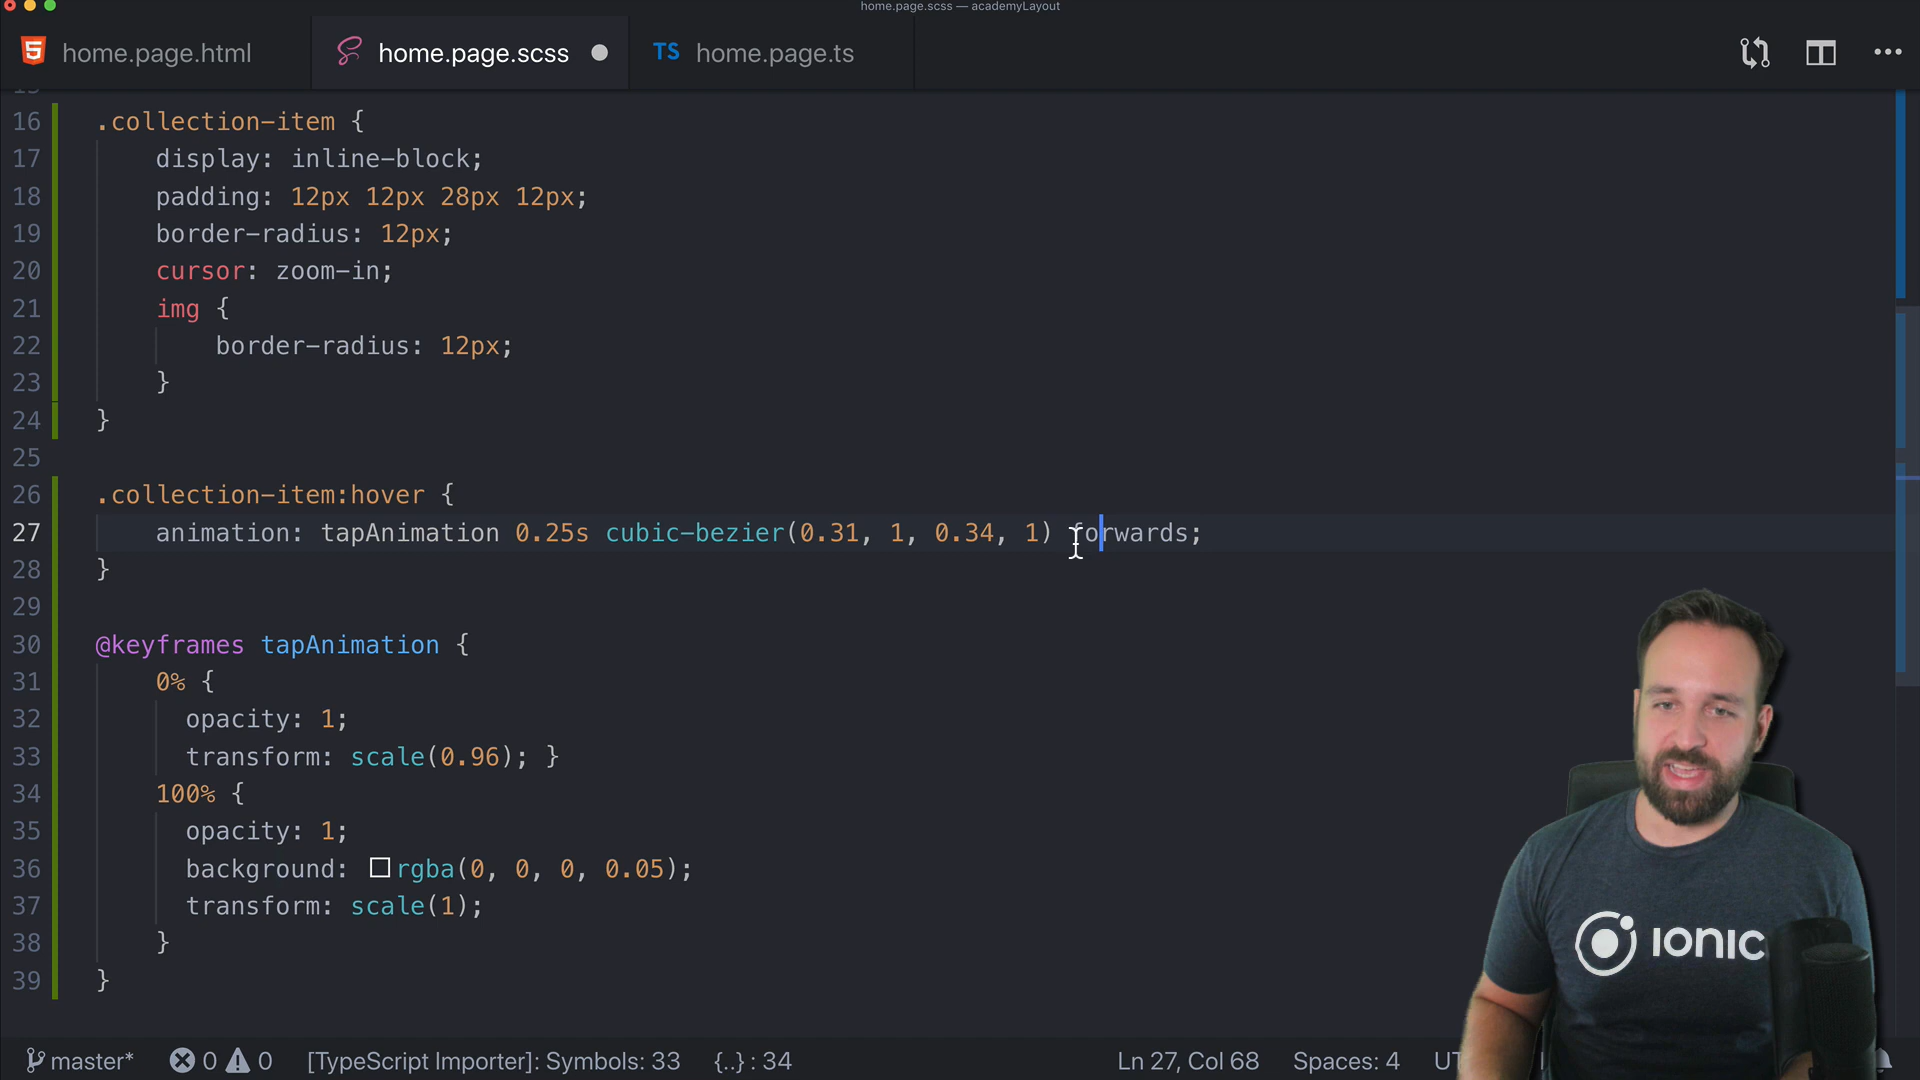 home.page.scss — academyLayout
home.page.html
home.page.scss
TS home.page.ts
16 .collection-item {
17 display: inline-block;
18 padding: 12px 12px 28px 12px;
19 border-radius: 12px;
20 cursor: zoom-in;
21 img {
22 border-radius: 12px;
23 }
24 }
25
26 .collection-item:hover {
27 animation: tapAnimation 0.25s cubic-bezier(0.31, 1, 0.34, 1) forwards;
28 }
29
30 @keyframes tapAnimation {
31 0% {
32 opacity: 1;
33 transform: scale(0.96); }
34 100% {
35 opacity: 1;
36 background: rgba(0, 0, 0, 0.05);
37 transform: scale(1);
38 }
39 }
IONIC
master* 0 0 [TypeScript Importer]: Symbols: 33 {..} : 34 Ln 27, Col 68 Spaces: 4